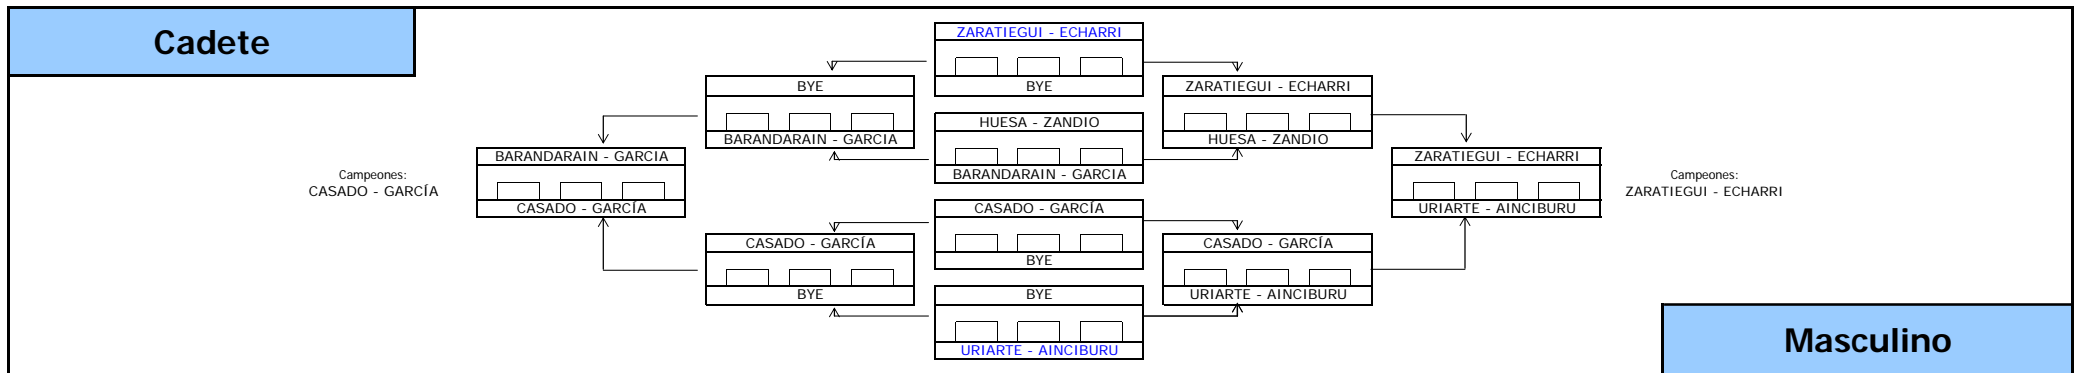 Cadete
ZARATIEGUI - ECHARRI
BYE
HUESA - ZANDIO
BARANDARAIN - GARCIA
CASADO - GARCÍA
BYE
BYE
URIARTE - AINCIBURU
BYE
BARANDARAIN - GARCIA
CASADO - GARCÍA
BYE
BARANDARAIN - GARCIA
CASADO - GARCÍA
Campeones:
CASADO - GARCÍA
ZARATIEGUI - ECHARRI
HUESA - ZANDIO
CASADO - GARCÍA
URIARTE - AINCIBURU
ZARATIEGUI - ECHARRI
URIARTE - AINCIBURU
Campeones:
ZARATIEGUI - ECHARRI
Masculino